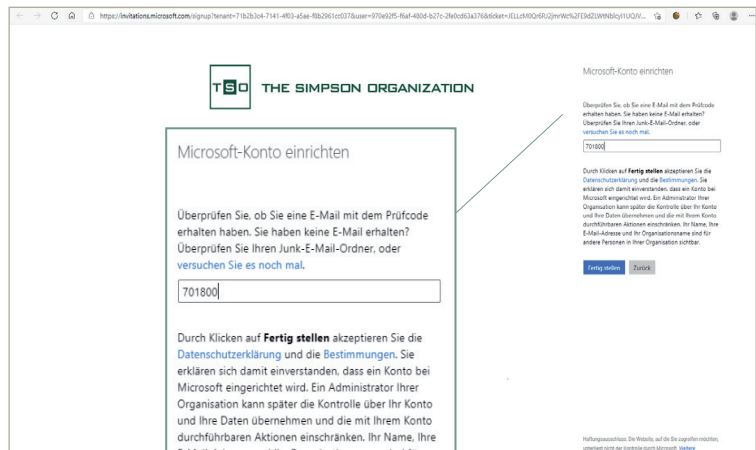 https://invitations.microsoft.com/signup?tenant=71b2b3c4-7141-4f03-a5ae-f8b2961cc037&user=970e92f5-f6af-480d-b27c-2fe0cd63a376&ticket=
TSO THE SIMPSON ORGANIZATION
Microsoft-Konto einrichten
Überprüfen Sie, ob Sie eine E-Mail mit dem Prüfcode
erhalten haben. Sie haben keine E-Mail erhalten?
Überprüfen Sie Ihren Junk-E-Mail-Ordner, oder
versuchen Sie es noch mal.
701800
Durch Klicken auf Fertig stellen akzeptieren Sie die
Datenschutzerklärung und die Bestimmungen. Sie
erklären sich damit einverstanden, dass ein Konto bei
Microsoft eingerichtet wird. Ein Administrator Ihrer
Organisation kann später die Kontrolle über Ihr Konto
und Ihre Daten übernehmen und die mit Ihrem Konto
durchführbaren Aktionen einschränken. Ihr Name, Ihre
Microsoft-Konto einrichten
Überprüfen Sie, ob Sie eine E-Mail mit dem Prüfcode
erhalten haben. Sie haben keine E-Mail erhalten?
Überprüfen Sie Ihren Junk-E-Mail-Ordner, oder
versuchen Sie es noch mal.
701800
Durch Klicken auf Fertig stellen akzeptieren Sie die
Datenschutzerklärung und die Bestimmungen. Sie
erklären sich damit einverstanden, dass ein Konto bei
Microsoft eingerichtet wird. Ein Administrator Ihrer
Organisation kann später die Kontrolle über Ihr Konto
und Ihre Daten übernehmen und die mit Ihrem Konto
durchführbaren Aktionen einschränken. Ihr Name, Ihre
E-Mail-Adresse und Ihr Organisationsname sind für
andere Personen in Ihrer Organisation sichtbar.
Fertig stellen Zurück
Haftungsausschluss: Die Website, auf die Sie zugreifen möchten,
unterliegt nicht der Kontrolle durch Microsoft. Weitere